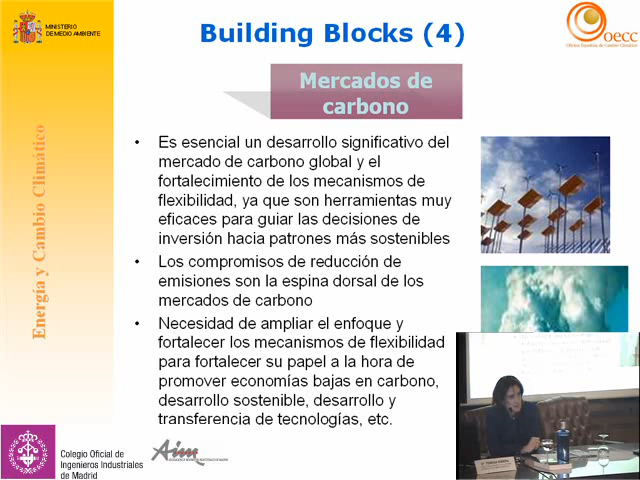 MINISTERIO
DE MEDIO AMBIENTE
Building Blocks (4)
oecc
Oficina Española de Cambio Climático
Mercados de
carbono
Energía y Cambio Climático
• Es esencial un desarrollo significativo del
mercado de carbono global y el
fortalecimiento de los mecanismos de
flexibilidad, ya que son herramientas muy
eficaces para guiar las decisiones de
inversión hacia patrones más sostenibles
• Los compromisos de reducción de
emisiones son la espina dorsal de los
mercados de carbono
• Necesidad de ampliar el enfoque y
fortalecer los mecanismos de flexibilidad
para fortalecer su papel a la hora de
promover economías bajas en carbono,
desarrollo sostenible, desarrollo y
transferencia de tecnologías, etc.
Colegio Oficial de
Ingenieros Industriales
de Madrid
Aiim